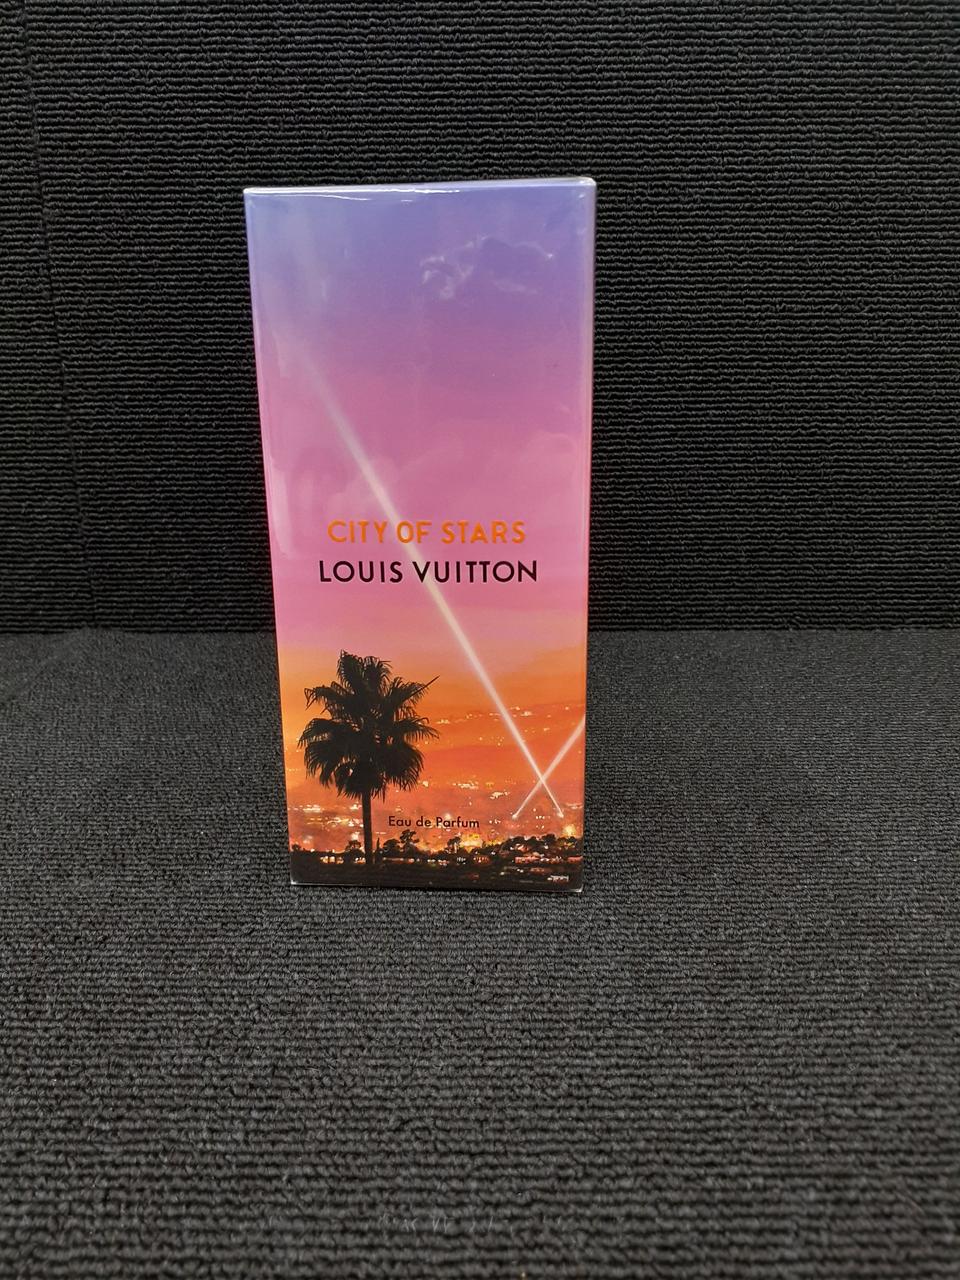 CITY OF STARS
LOUIS VUITTON
Eau de Parfum